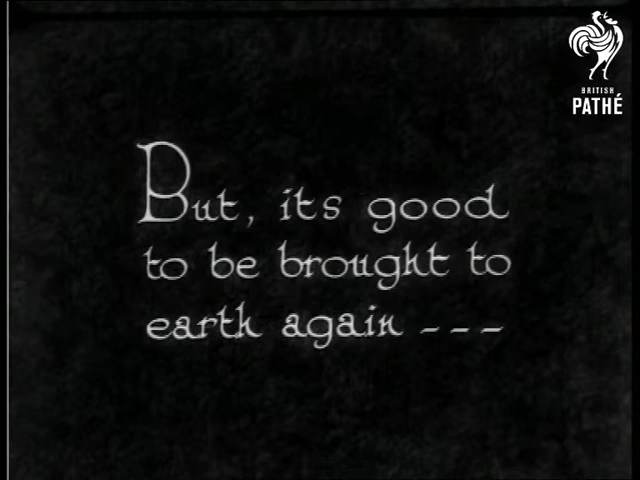 BRITISH
PATHÉ
But, its good
to be brought to
earth again ---